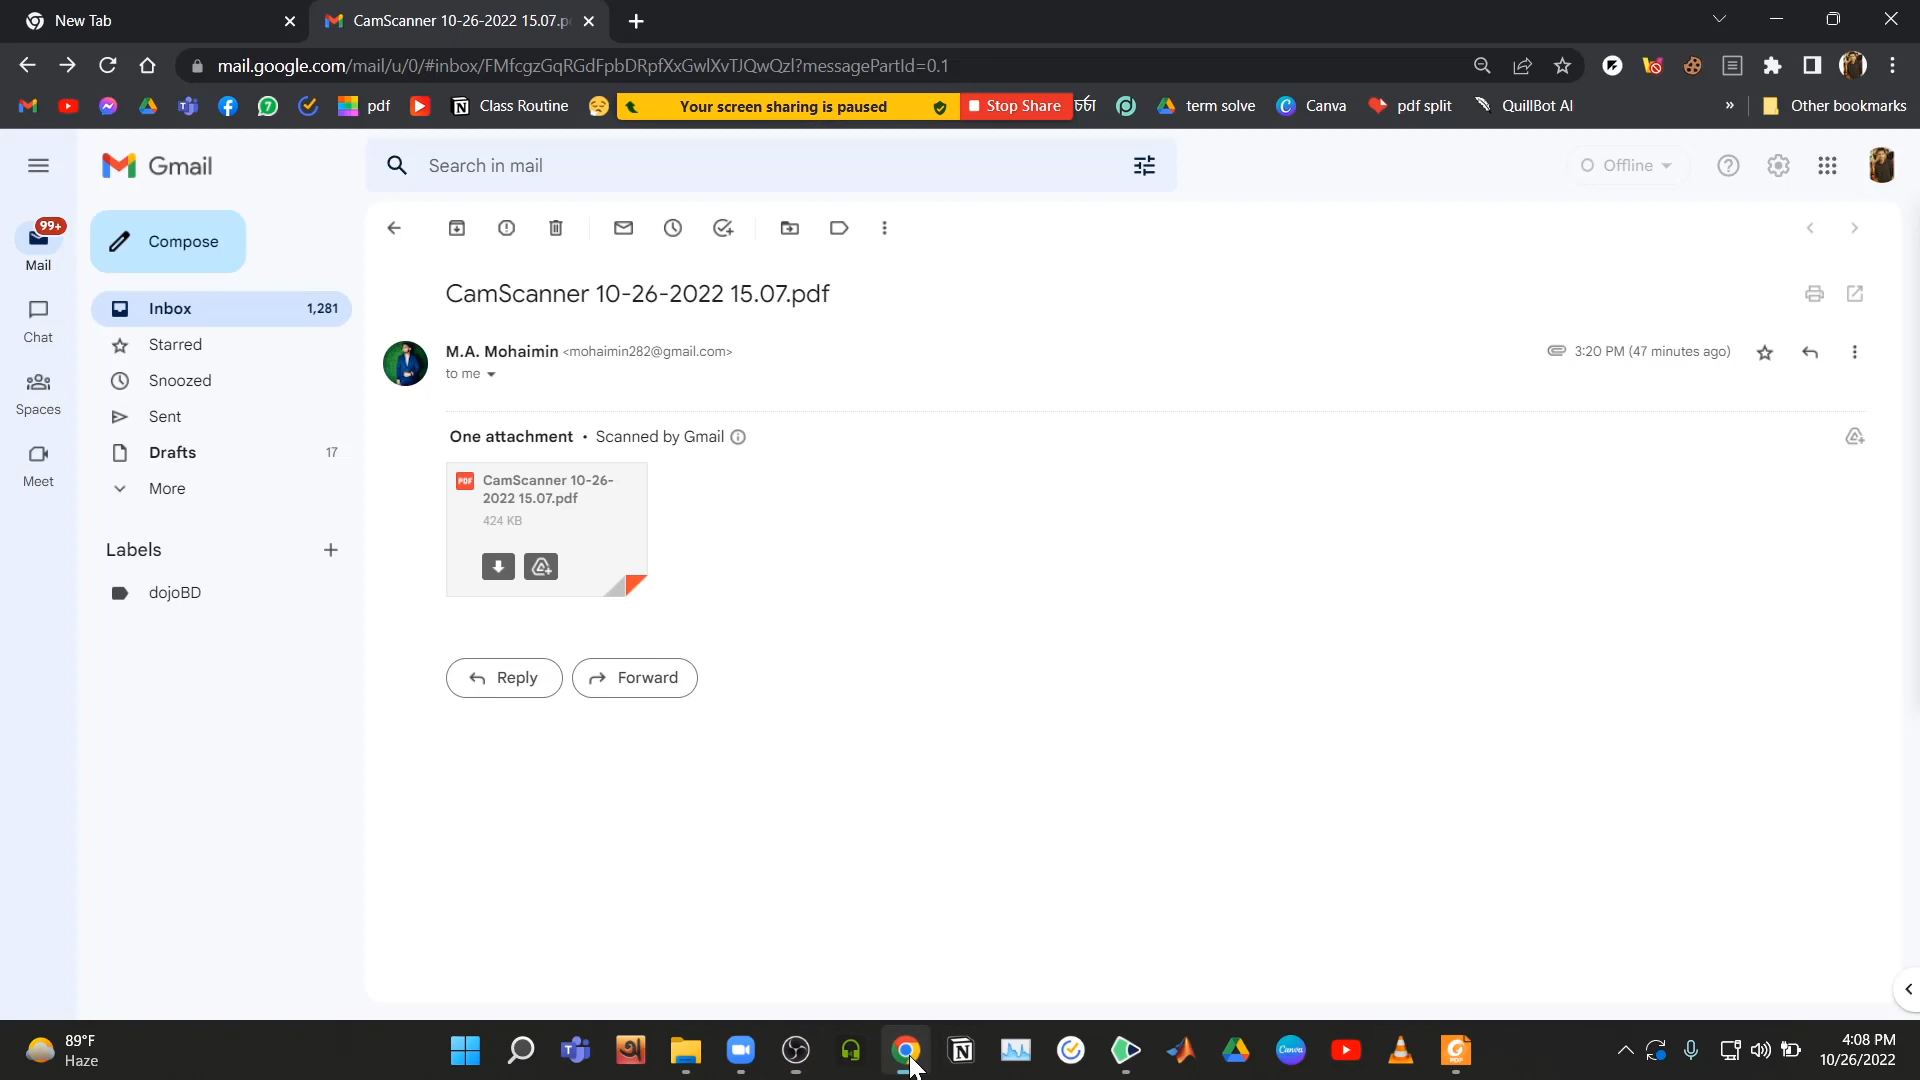 New Tab
CamScanner 10-26-2022 15.07.p
mail.google.com/mail/u/0/#inbox/FMfcgzGqRGdFpbDRpfXxGwlXvTJQwQzl?messagePartId=0.1
pdf
Class Routine
Your screen sharing is paused
Stop Share
term solve
Canva
pdf split
QuillBot AI
»
Other bookmarks
Gmail
Search in mail
Offline
99+
Mail
Compose
Chat
Spaces
Meet
Inbox 1,281
Starred
Snoozed
Sent
Drafts 17
More
Labels
dojoBD
CamScanner 10-26-2022 15.07.pdf
M.A. Mohaimin <mohaimin282@gmail.com>
3:20 PM (47 minutes ago)
to me
One attachment • Scanned by Gmail
PDF
CamScanner 10-26-
2022 15.07.pdf
424 KB
Reply
Forward
89°F
Haze
Canva
PDF
4:08 PM
10/26/2022